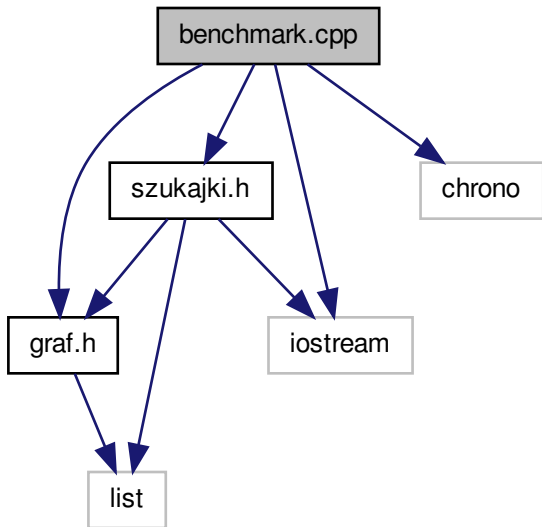 benchmark.cpp
szukajki.h
chrono
graf.h
iostream
list